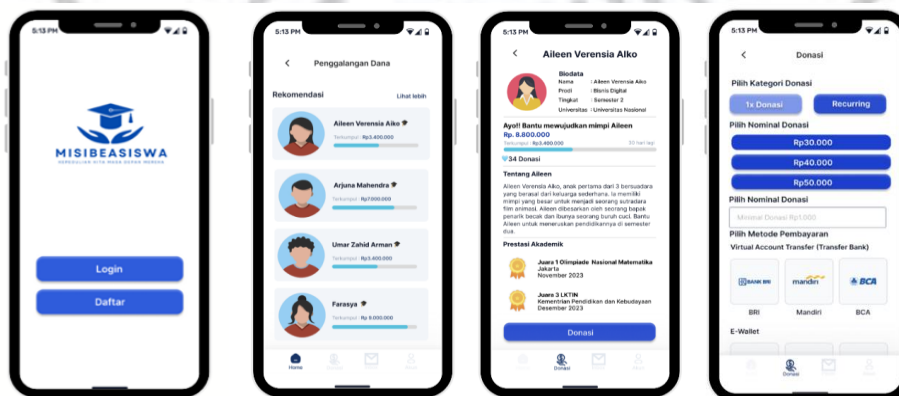 5:13 PM
MISIBEASISWA
KEPEDULIAN KITA MASA DEPAN MEREKA
Login
Daftar
5:13 PM
Penggalangan Dana
Rekomendasi
Lihat lebih
Aileen Verensia Alko
Terkumpul : Rp3.400.000
Arjuna Mahendra
Terkumpul : Rp7.000.000
Umar Zahid Arman
Terkumpul : Rp3.400.000
Farasya
Terkumpul : Rp 8.000.000
Home
5:13 PM
Aileen Verensia Alko
Biodata
Nama : Aileen Verensia Alko
Prodi : Bisnis Digital
Tingkat : Semester 2
Universitas : Universitas Nasional
Ayo!! Bantu mewujudkan mimpi Aileen
Rp. 8.800.000
Terkumpul : Rp3.400.000
30 hari lagi
34 Donasi
Tentang Aileen
Aileen Verensia Alko, anak pertama dari 3 bersuadara
yang berasal dari keluarga sederhana. Ia memiliki
mimpi yang besar untuk menjadi seorang sutradara
film animasi. Aileen dibesarkan oleh seorang bapak
penarik becak dan ibunya seorang buruh cuci. Bantu
Aileen untuk meneruskan pendidikannya di semester
dua.
Prestasi Akademik
Juara 1 Olimpiade Nasional Matematika
Jakarta
November 2023
Juara 3 LKTIN
Kementrian Pendidikan dan Kebudayaan
Desember 2023
Donasi
Donasi
5:13 PM
Donasi
Pilih Kategori Donasi
1x Donasi
Recurring
Pilih Nominal Donasi
Rp30.000
Rp40.000
Rp50.000
Pilih Nominal Donasi
Minimal Donasi Rp1.000
Pilih Metode Pembayaran
Virtual Account Transfer (Transfer Bank)
BANK BRI
mandiri
BCA
BRI
Mandiri
BCA
E-Wallet
Donasi